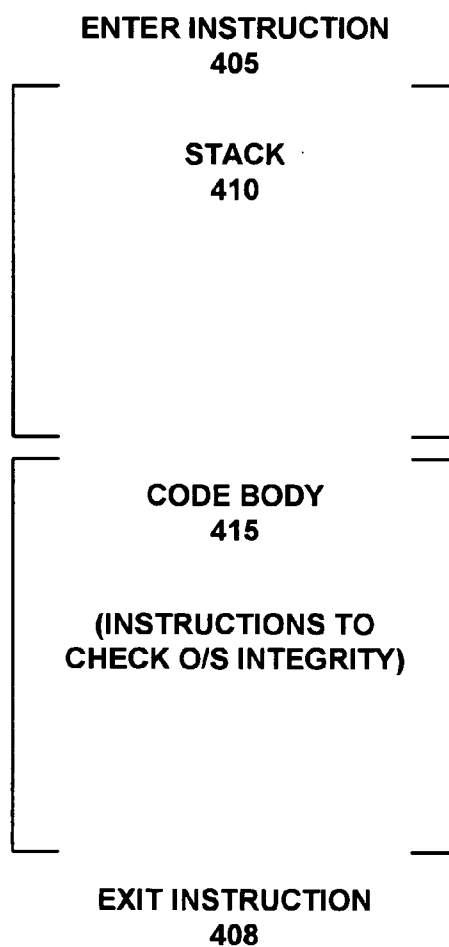 ENTER INSTRUCTION
405
STACK
410
CODE BODY
415
(INSTRUCTIONS TO
CHECK O/S INTEGRITY)
EXIT INSTRUCTION
408